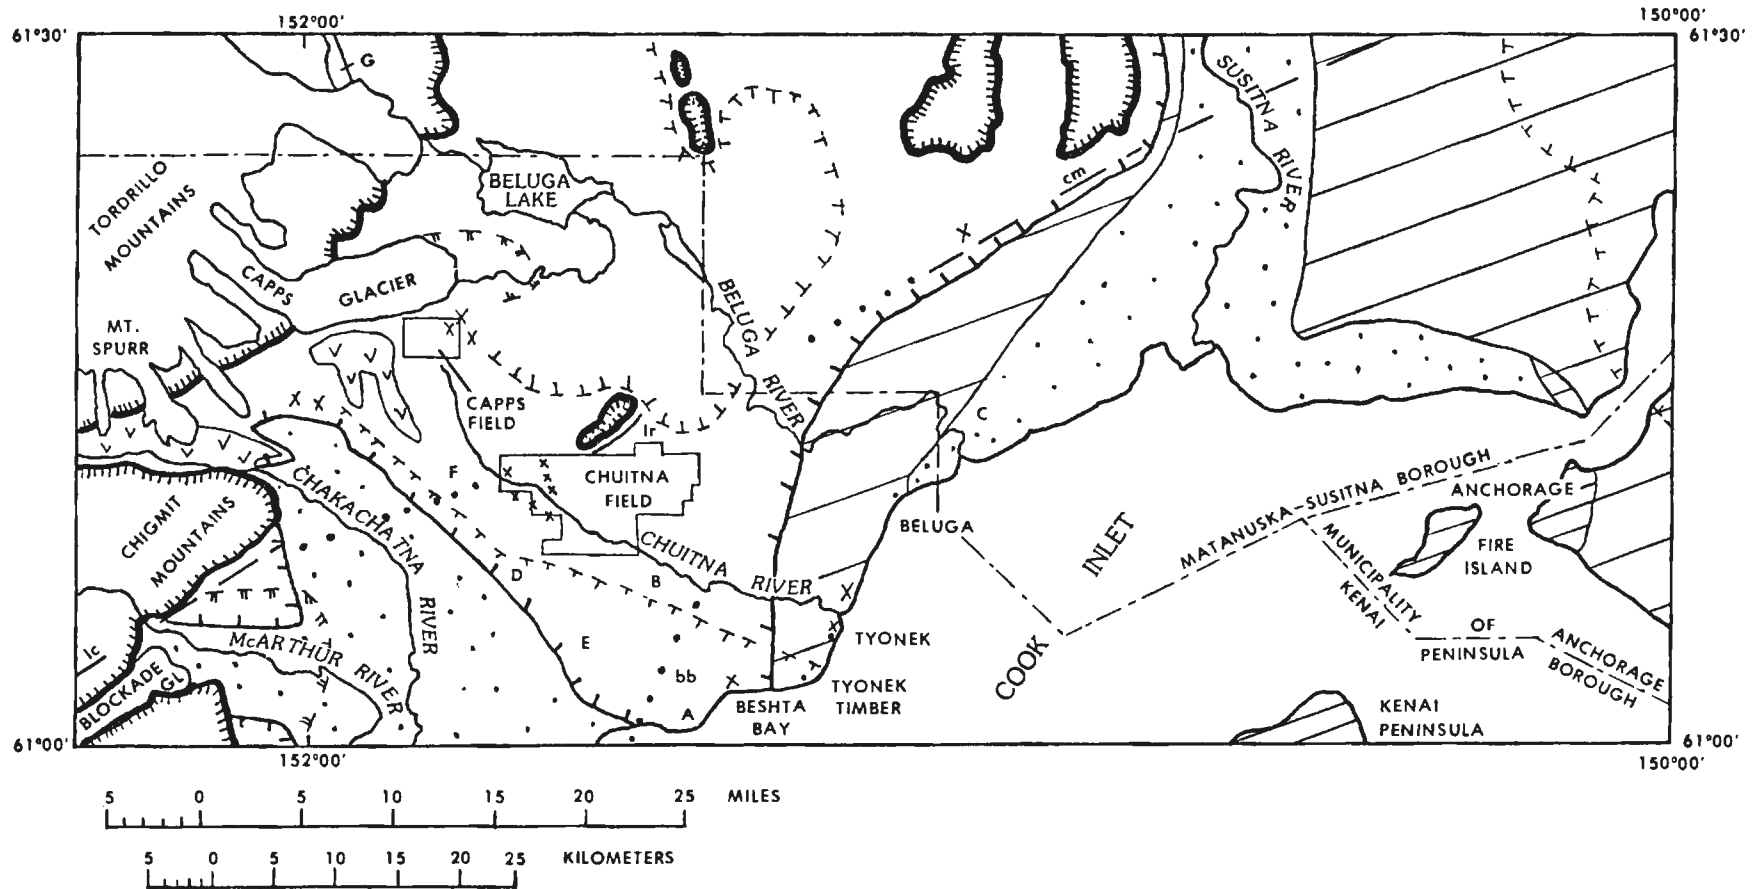 152°00'
150°00'
61°30'
61°30'
G
SUSITNA
RIVER
TORDRILLO
MOUNTAINS
BELUGA
LAKE
cm
CAPPS
GLACIER
BELUGA
RIVER
MT.
SPURR
CAPPS
FIELD
lr
C
F
CHUITNA
FIELD
CHAKACHATNA
RIVER
CHIGMIT
MOUNTAINS
BELUGA
INLET
COOK
MATANUSKA-SUSITNA BOROUGH
ANCHORAGE
FIRE
ISLAND
MUNICIPALITY
OF
ANCHORAGE
KENAI
PENINSULA
BOROUGH
CHUITNA
RIVER
D
B
E
bb
A
TYONEK
TYONEK
TIMBER
BESHTA
BAY
McARTHUR RIVER
lc
BLOCKADE
GL
KENAI
PENINSULA
61°00'
61°00'
152°00'
150°00'
5 0 5 10 15 20 25 MILES
5 0 5 10 15 20 25 KILOMETERS